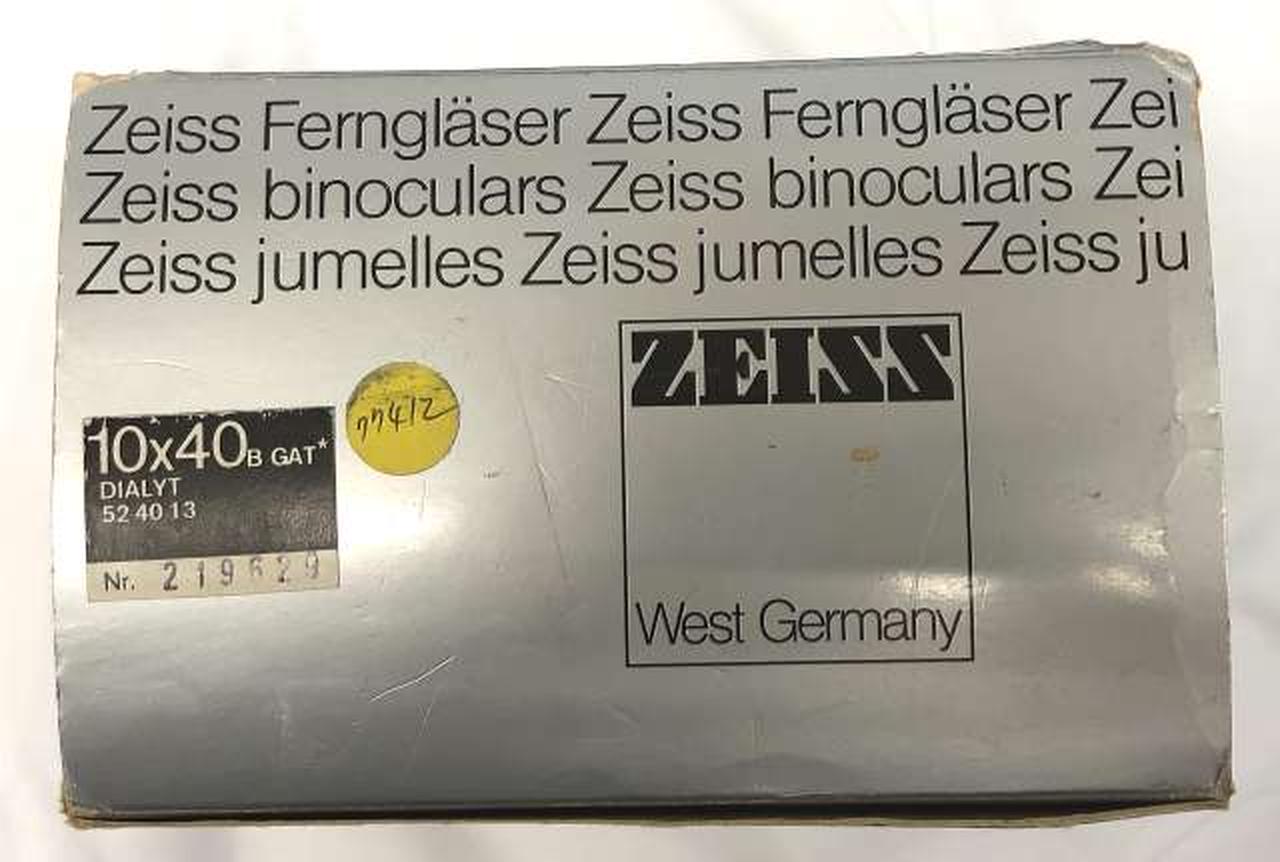 Zeiss Ferngläser Zeiss Ferngläser Zei
Zeiss binoculars Zeiss binoculars Zei
Zeiss jumelles Zeiss jumelles Zeiss ju
ZEISS
West Germany
10x40 B GAT*
DIALYT
52 40 13
Nr. 219629
77412